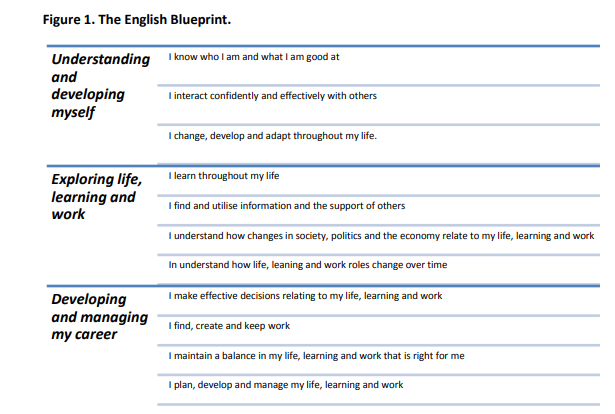 Figure 1. The English Blueprint.
Understanding
and
developing
myself
I know who I am and what I am good at
I interact confidently and effectively with others
I change, develop and adapt throughout my life.
Exploring life,
learning and
work
I learn throughout my life
I find and utilise information and the support of others
I understand how changes in society, politics and the economy relate to my life, learning and work
In understand how life, leaning and work roles change over time
Developing
and managing
my career
I make effective decisions relating to my life, learning and work
I find, create and keep work
I maintain a balance in my life, learning and work that is right for me
I plan, develop and manage my life, learning and work